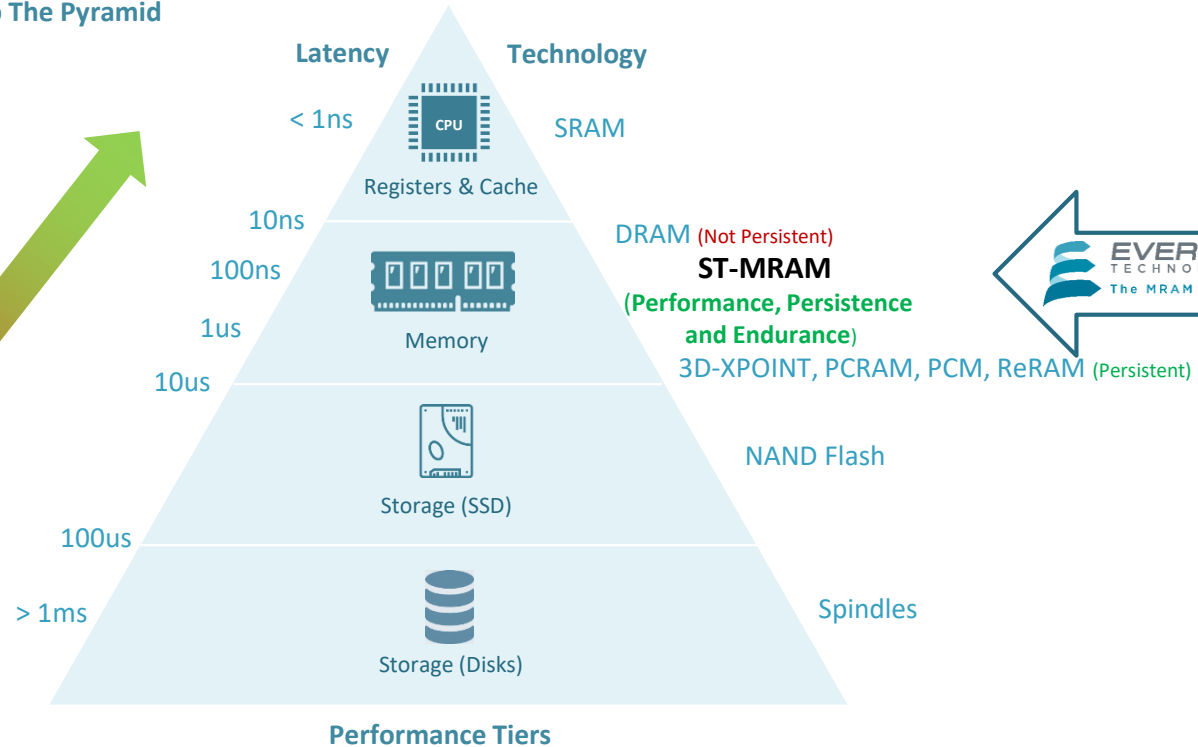 The Pyramid
Latency
Technology
< 1ns
CPU
SRAM
Registers & Cache
10ns
DRAM (Not Persistent)
ST-MRAM
100ns
(Performance, Persistence
and Endurance)
1us
Memory
3D-XPOINT, PCRAM, PCM, ReRAM (Persistent)
10us
NAND Flash
Storage (SSD)
100us
> 1ms
Spindles
Storage (Disks)
Performance Tiers
EVER
TECHNO
The MRAM